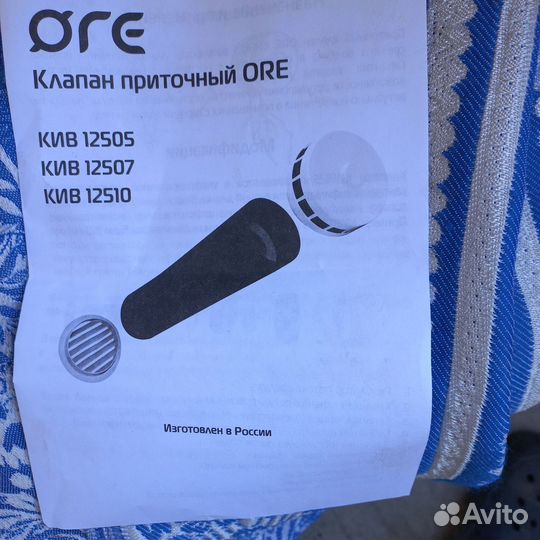 ORE
Клапан приточный ORE
КИВ 12505
КИВ 12507
КИВ 12510
Изготовлен в России
Avito